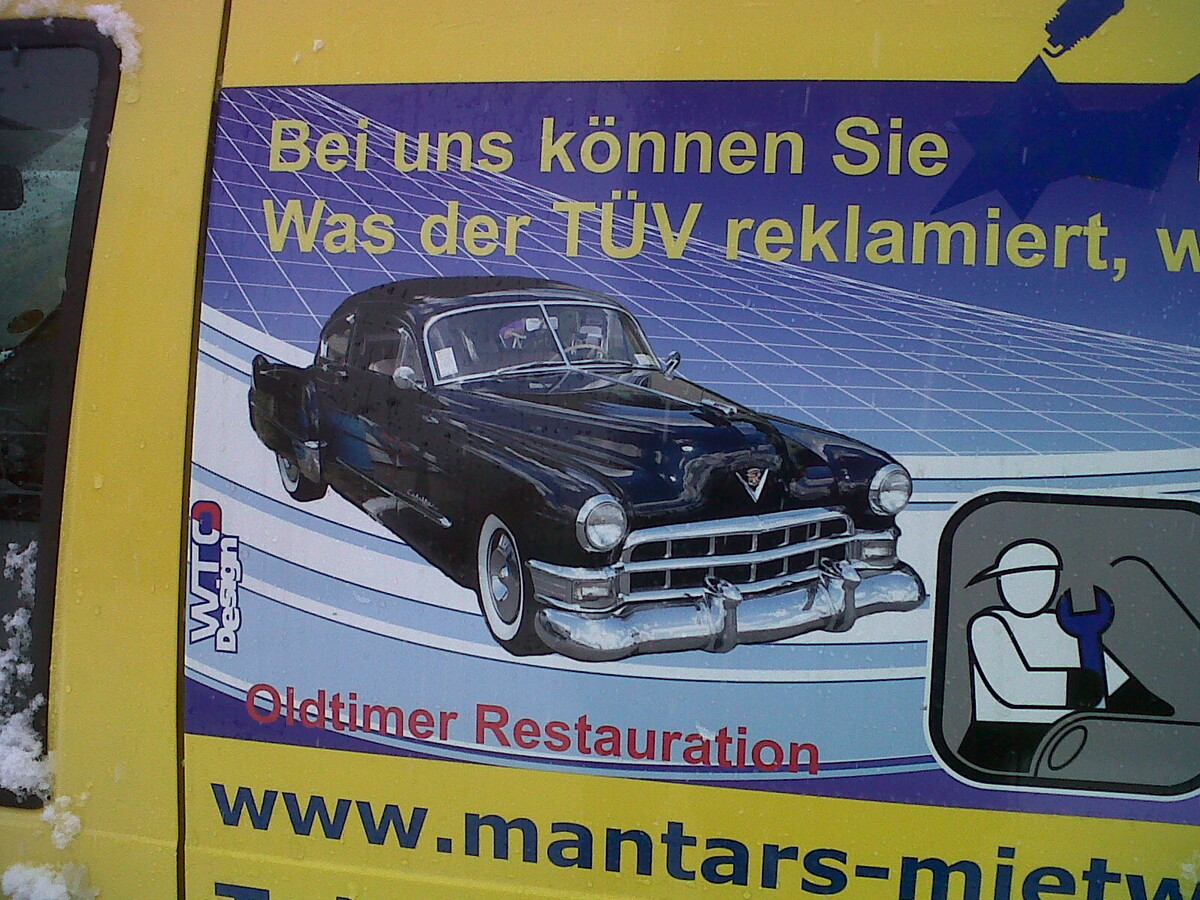 Bei uns können Sie
Was der TÜV reklamiert,
WTO
Design
Oldtimer Restauration
www.mantars-mietw